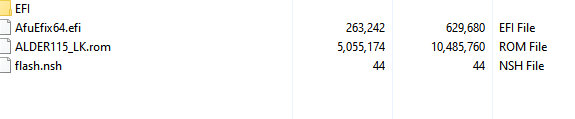 EFI
AfuEfix64.efi 263,242 629,680 EFI File
ALDER115_LK.rom 5,055,174 10,485,760 ROM File
flash.nsh 44 44 NSH File